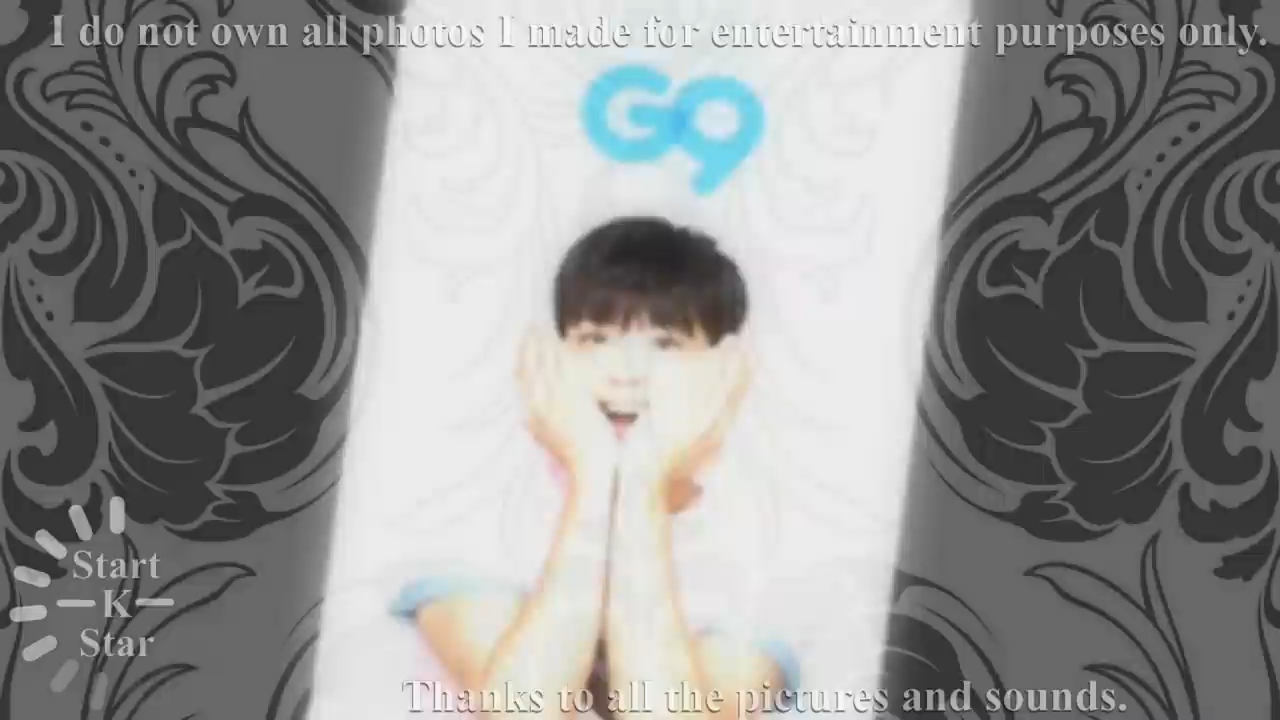 I do not own all photos I made for entertainment purposes only.
G9
Start
K
Star
Thanks to all the pictures and sounds.